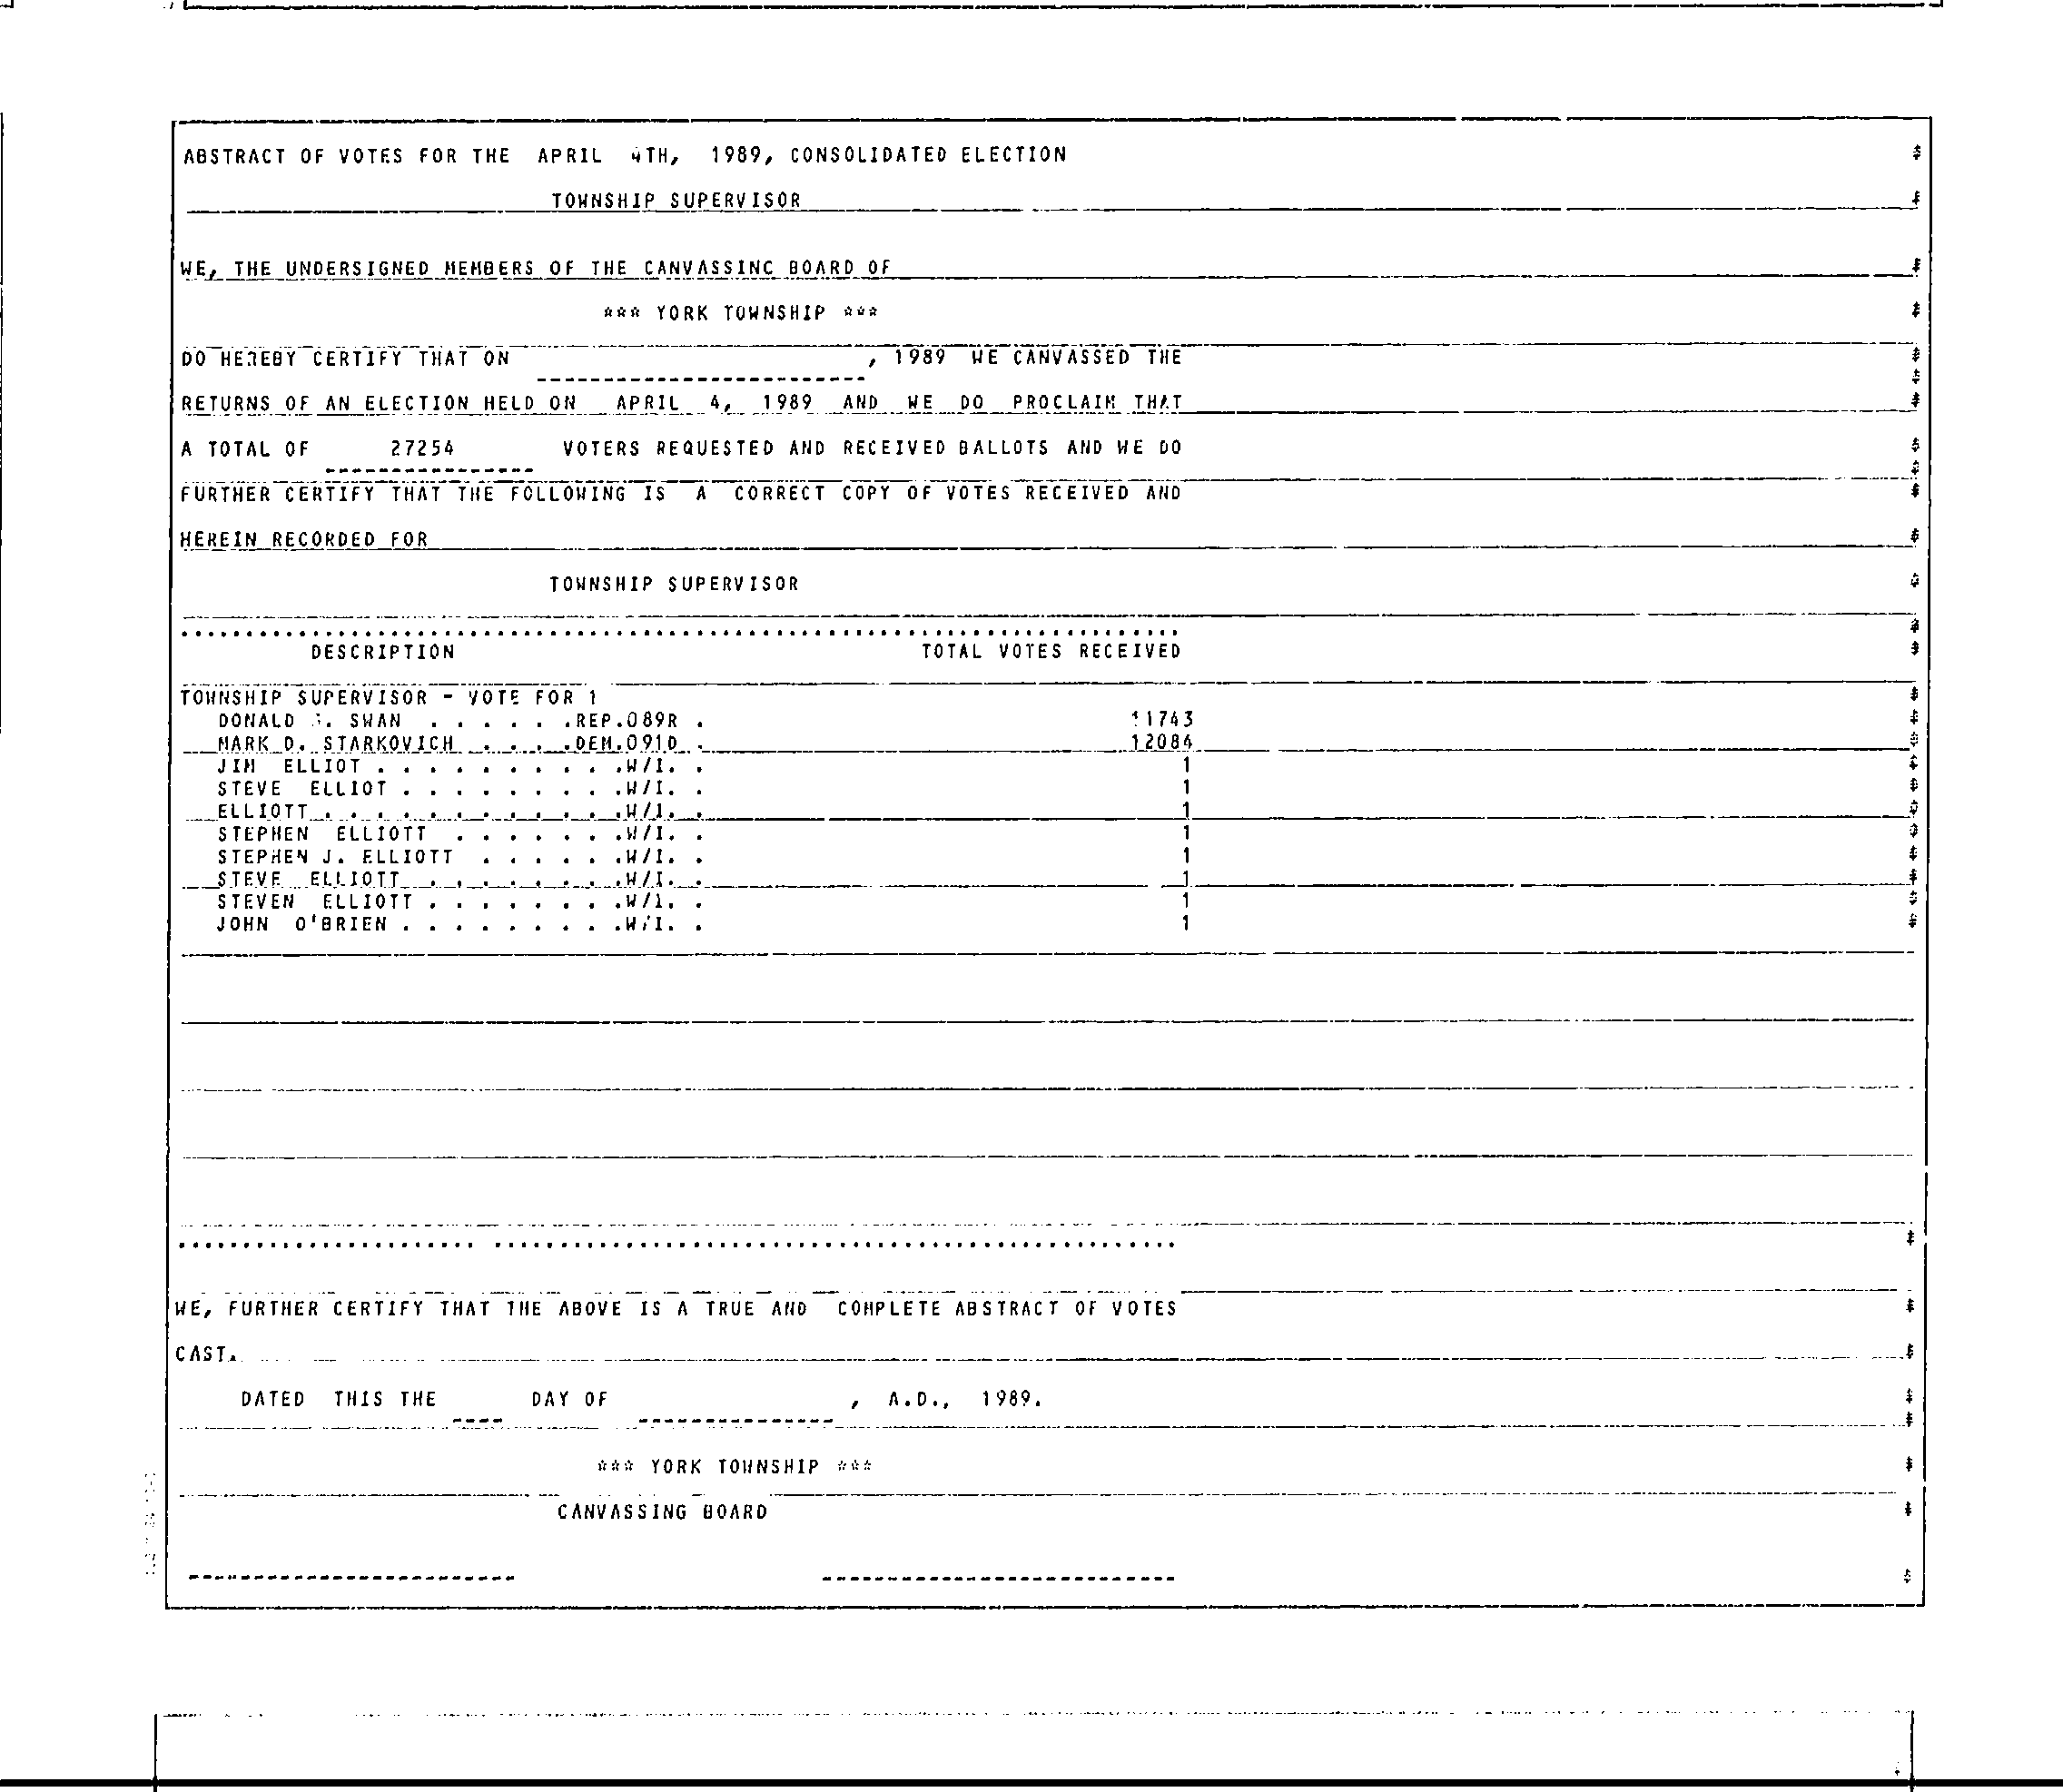 ABSTRACT OF VOTES FOR THE APRIL 4TH, 1989, CONSOLIDATED ELECTION
TOWNSHIP SUPERVISOR
WE, THE UNDERSIGNED MEMBERS OF THE CANVASSING BOARD OF
*** YORK TOWNSHIP ***
DO HEREBY CERTIFY THAT ON , 1989 WE CANVASSED THE
RETURNS OF AN ELECTION HELD ON APRIL 4, 1989 AND WE DO PROCLAIM THAT
A TOTAL OF 27254 VOTERS REQUESTED AND RECEIVED BALLOTS AND WE DO
FURTHER CERTIFY THAT THE FOLLOWING IS A CORRECT COPY OF VOTES RECEIVED AND
HEREIN RECORDED FOR
TOWNSHIP SUPERVISOR
DESCRIPTION TOTAL VOTES RECEIVED
TOWNSHIP SUPERVISOR - VOTE FOR 1
DONALD SWAN . . . . . .REP.089R . 11743
MARK D. STARKOVICH . . . . .DEM.091D . 12084
JIM ELLIOT . . . . . . . . . .W/I. . 1
STEVE ELLIOT . . . . . . . . .W/I. . 1
ELLIOTT . . . . . . . . . . . .W/I. . 1
STEPHEN ELLIOTT . . . . . . .W/I. . 1
STEPHEN J. ELLIOTT . . . . . .W/I. . 1
STEVE ELLIOTT . . . . . . . .W/I. . 1
STEVEN ELLIOTT . . . . . . . .W/I. . 1
JOHN O'BRIEN . . . . . . . . .W/I. . 1
WE, FURTHER CERTIFY THAT THE ABOVE IS A TRUE AND COMPLETE ABSTRACT OF VOTES
CAST.
DATED THIS THE DAY OF , A.D., 1989.
*** YORK TOWNSHIP ***
CANVASSING BOARD